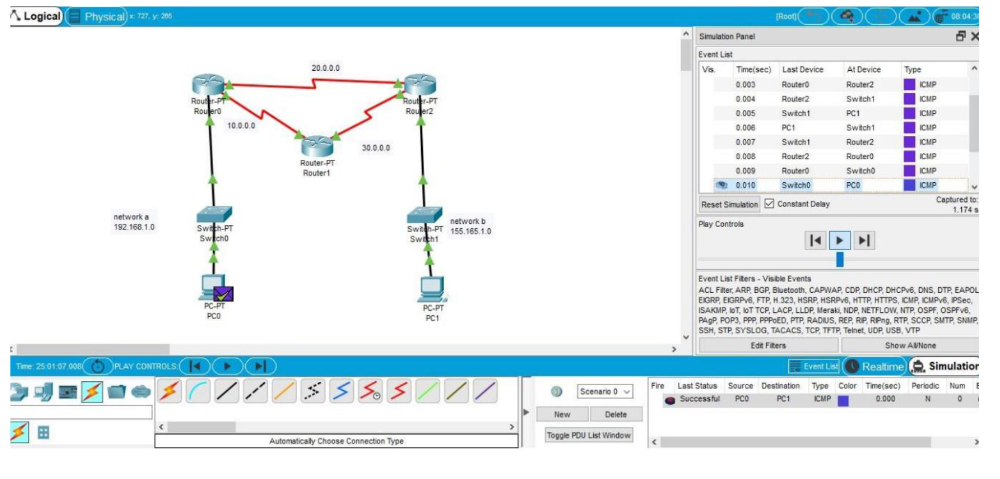 Logical Physical x: 727, y: 265 [Root] 08:04:30
20.0.0.0
Router-PT
Router0
Router-PT
Router2
10.0.0.0
30.0.0.0
Router-PT
Router1
network a
192.168.1.0
Switch-PT
Switch0
Switch-PT
Switch1
network b
155.165.1.0
PC-PT
PC0
PC-PT
PC1
Simulation Panel
Event List
Vis. Time(sec) Last Device At Device Type
0.003 Router0 Router2 ICMP
0.004 Router2 Switch1 ICMP
0.005 Switch1 PC1 ICMP
0.006 PC1 Switch1 ICMP
0.007 Switch1 Router2 ICMP
0.008 Router2 Router0 ICMP
0.009 Router0 Switch0 ICMP
0.010 Switch0 PC0 ICMP
Reset Simulation Constant Delay Captured to:
1.174 s
Play Controls
Event List Filters - Visible Events
ACL Filter, ARP, BGP, Bluetooth, CAPWAP, CDP, DHCP, DHCPv6, DNS, DTP, EAPOL
EIGRP, EIGRPv6, FTP, H.323, HSRP, HSRPv6, HTTP, HTTPS, ICMP, ICMPv6, IPSec,
ISAKMP, IoT, IoT TCP, LACP, LLDP, Meraki, NDP, NETFLOW, NTP, OSPF, OSPFv6,
PAgP, POP3, PPP, PPPoED, PTP, RADIUS, REP, RIP, RIPng, RTP, SCCP, SMTP, SNMP,
SSH, STP, SYSLOG, TACACS, TCP, TFTP, Telnet, UDP, USB, VTP
Edit Filters Show All/None
Time: 25:01:07.008 PLAY CONTROLS: Event List Realtime Simulation
Automatically Choose Connection Type
Scenario 0
New Delete
Toggle PDU List Window
Fire Last Status Source Destination Type Color Time(sec) Periodic Num E
Successful PC0 PC1 ICMP 0.000 N 0